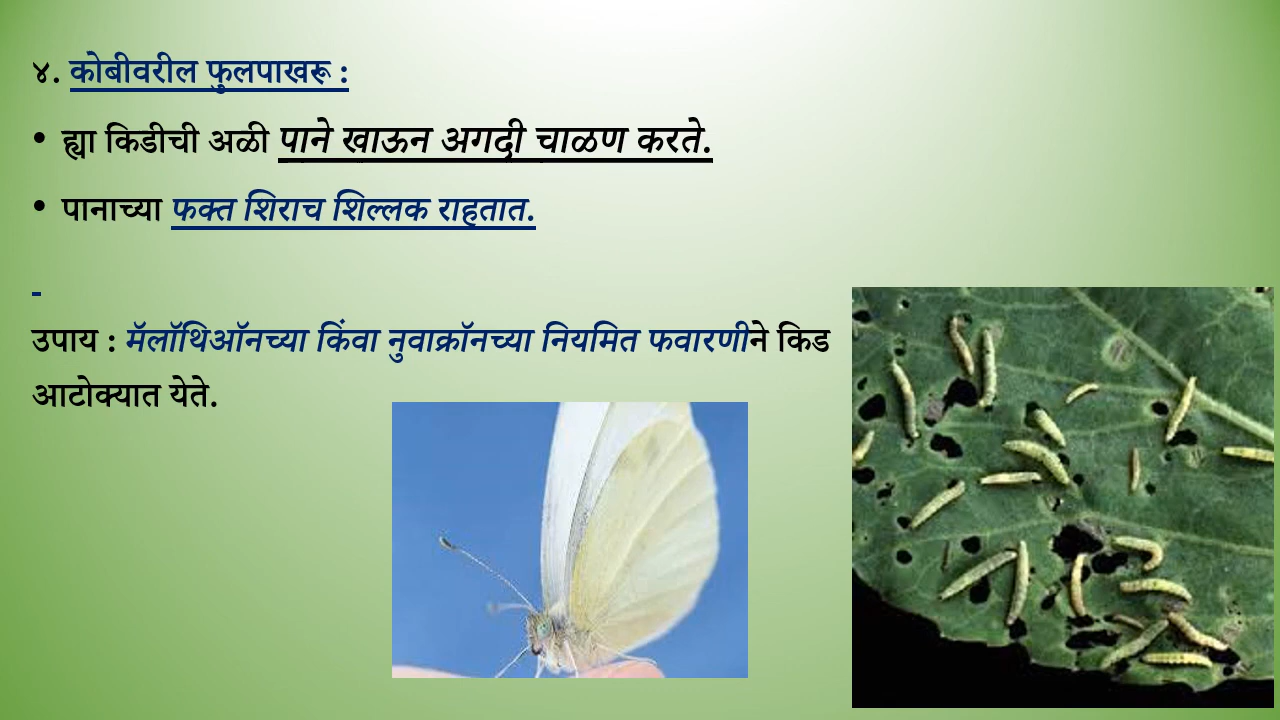 ४. कोबीवरील फुलपाखरू :
• ह्या किडीची अळी पाने खाऊन अगदी चाळण करते.
• पानाच्या फक्त शिराच शिल्लक राहतात.
उपाय : मॅलॉथिऑनच्या किंवा नुवाक्रॉनच्या नियमित फवारणीने किड
आटोक्यात येते.